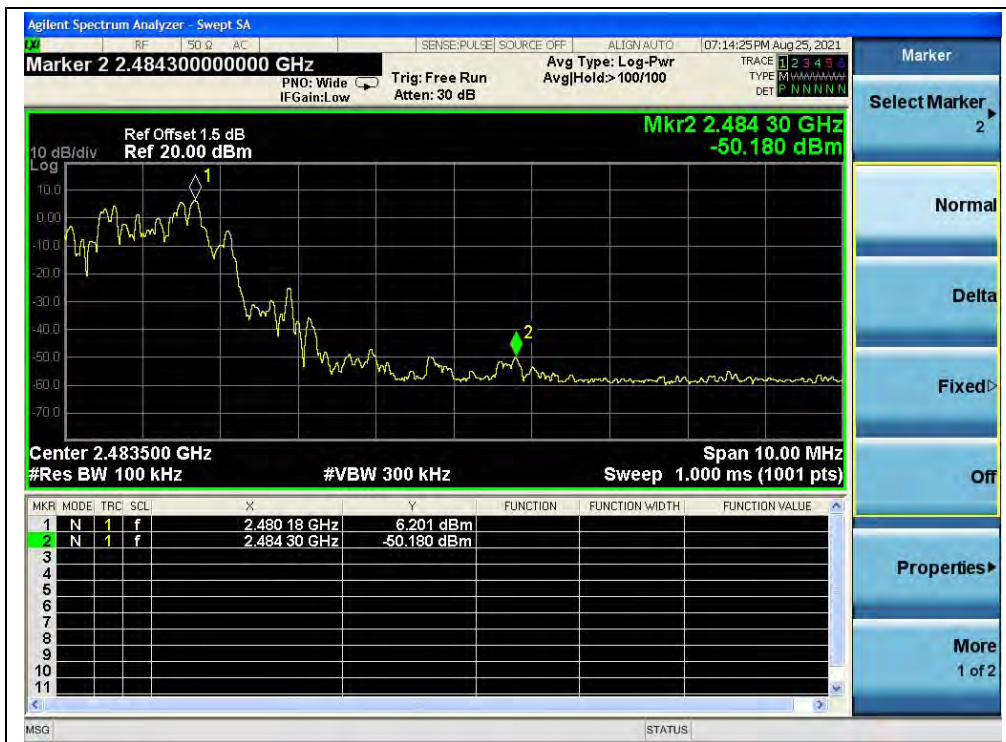 Agilent Spectrum Analyzer - Swept SA
LXI RF 50 Ω AC SENSE:PULSE SOURCE OFF ALIGN AUTO 07:14:25 PM Aug 25, 2021
Marker 2 2.484300000000 GHz
PNO: Wide
IFGain:Low
Trig: Free Run
Atten: 30 dB
Avg Type: Log-Pwr
Avg|Hold:>100/100
TRACE 1 2 3 4 5 6
TYPE M
DET P N N N N N
Ref Offset 1.5 dB
Ref 20.00 dBm
10 dB/div
Log
Mkr2 2.484 30 GHz
-50.180 dBm
10.0
0.00
-10.0
-20.0
-30.0
-40.0
-50.0
-60.0
-70.0
1
2
Center 2.483500 GHz Span 10.00 MHz
#Res BW 100 kHz #VBW 300 kHz Sweep 1.000 ms (1001 pts)
MKR MODE TRC SCL X Y FUNCTION FUNCTION WIDTH FUNCTION VALUE
1 N 1 f 2.480 18 GHz 6.201 dBm
2 N 1 f 2.484 30 GHz -50.180 dBm
3
4
5
6
7
8
9
10
11
MSG STATUS
Marker
Select Marker
2
Normal
Delta
Fixed
Off
Properties
More
1 of 2